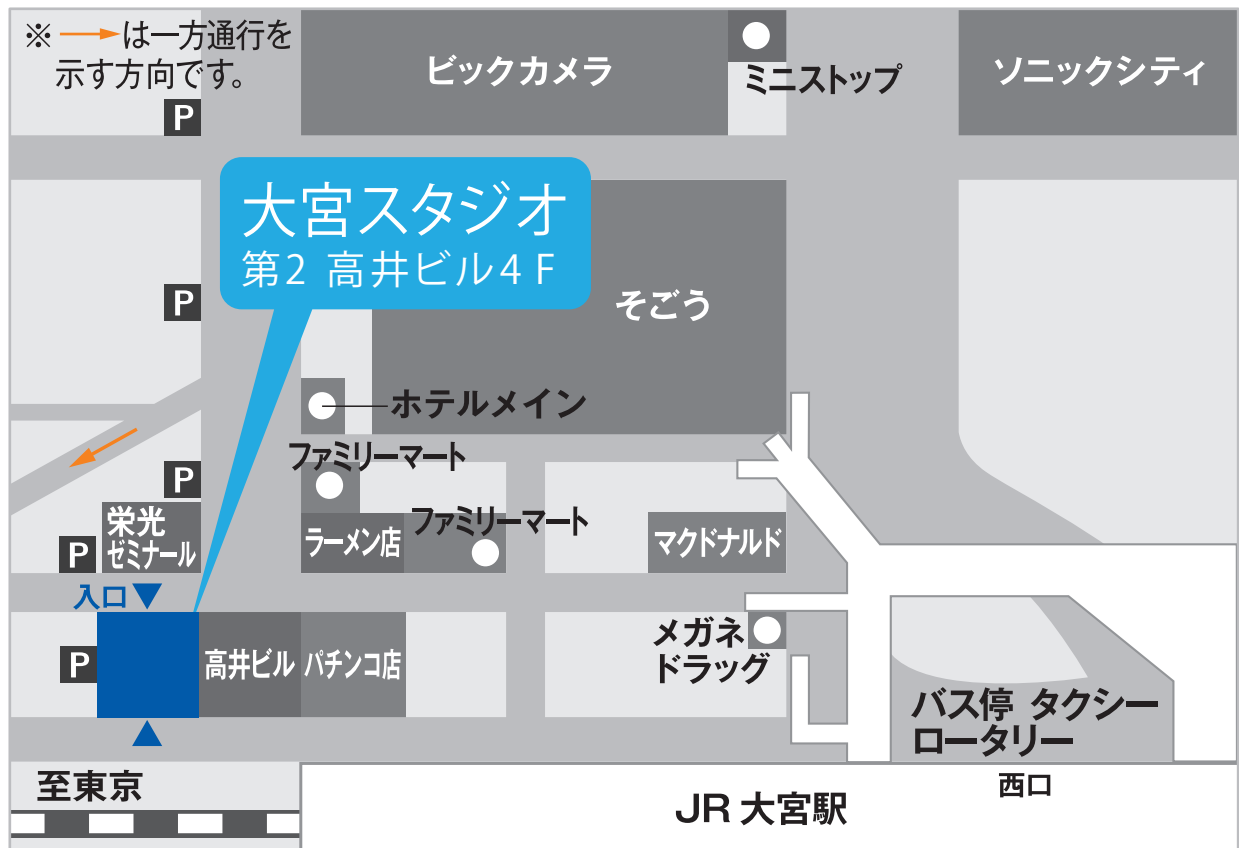 ※ →は一方通行を
示す方向です。
P
ビックカメラ
ミニストップ
ソニックシティ
大宮スタジオ
第2 高井ビル4F
P
そごう
ホテルメイン
ファミリーマート
P
栄光
ゼミナール
P
ラーメン店
ファミリーマート
マクドナルド
入口
P
高井ビル
パチンコ店
メガネ
ドラッグ
バス停 タクシー
ロータリー
至東京
西口
JR 大宮駅